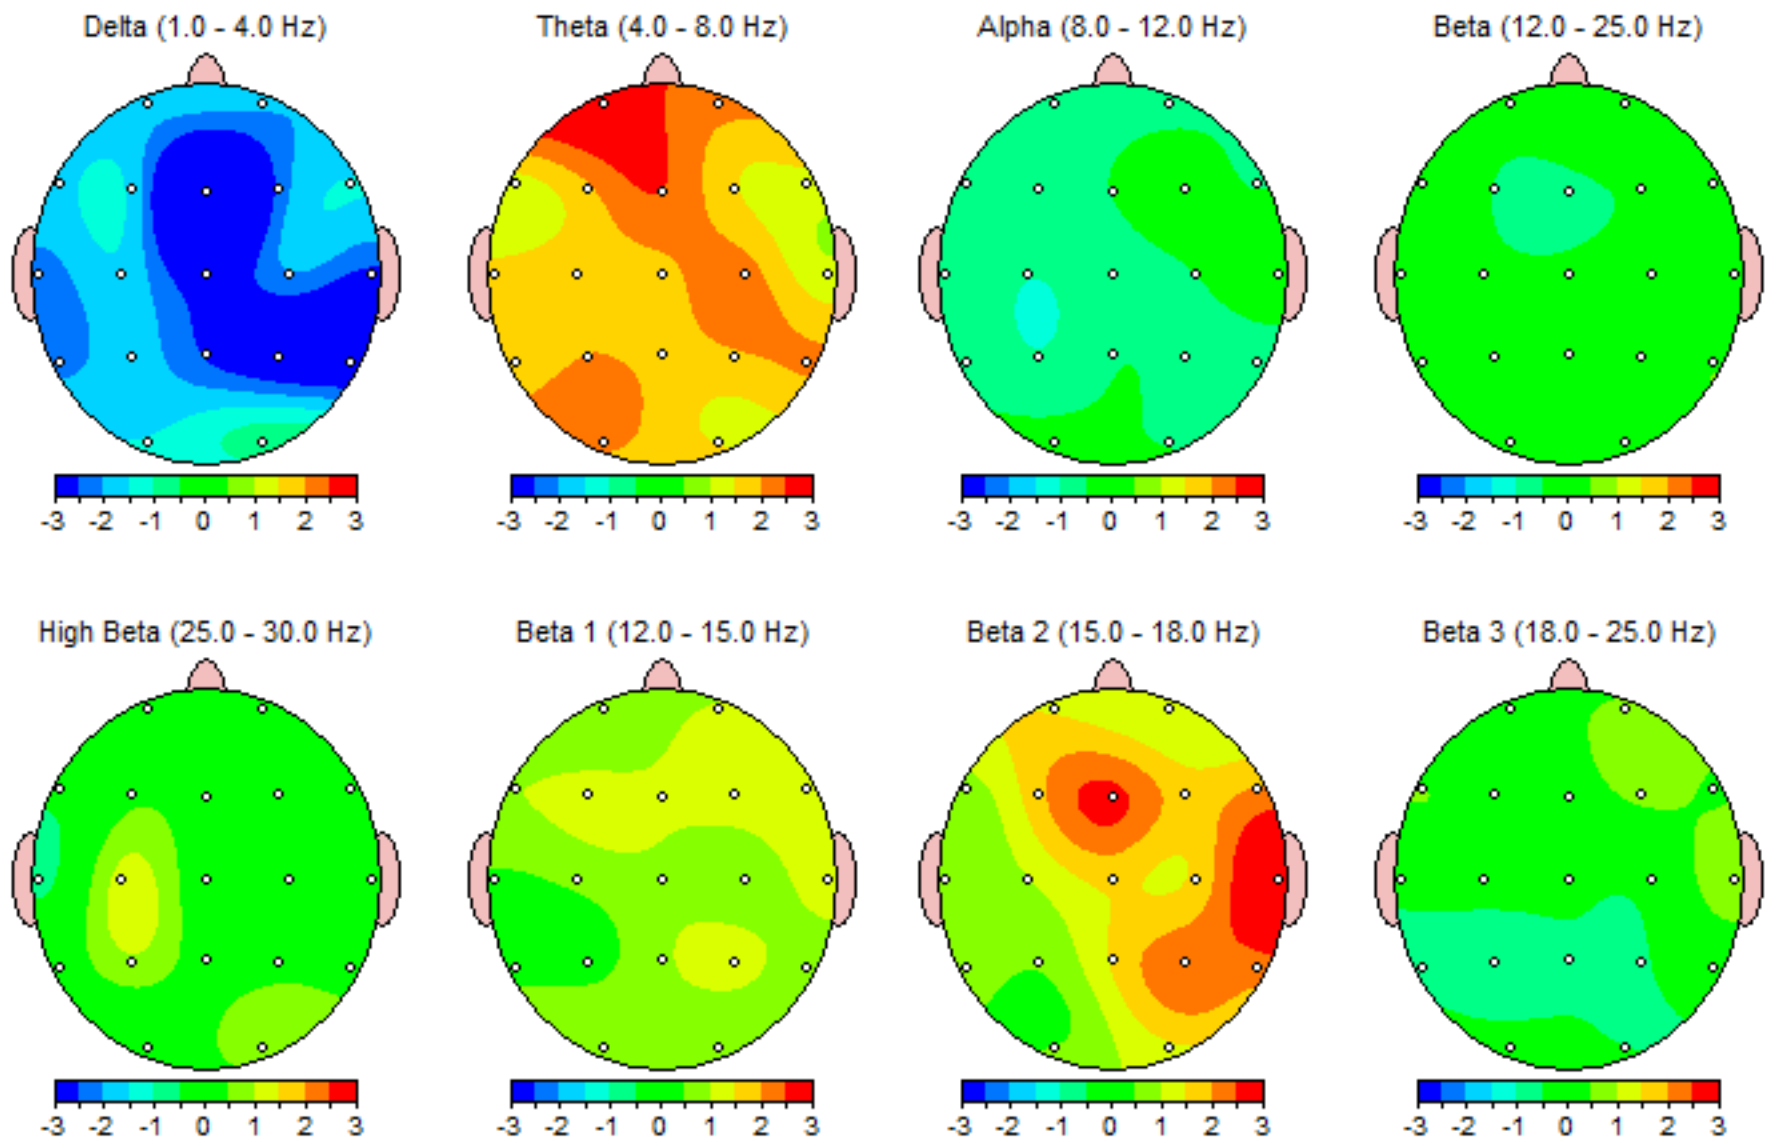 Delta (1.0 - 4.0 Hz) Theta (4.0 - 8.0 Hz) Alpha (8.0 - 12.0 Hz) Beta (12.0 - 25.0 Hz)
-3 -2 -1 0 1 2 3 -3 -2 -1 0 1 2 3 -3 -2 -1 0 1 2 3 -3 -2 -1 0 1 2 3
High Beta (25.0 - 30.0 Hz) Beta 1 (12.0 - 15.0 Hz) Beta 2 (15.0 - 18.0 Hz) Beta 3 (18.0 - 25.0 Hz)
-3 -2 -1 0 1 2 3 -3 -2 -1 0 1 2 3 -3 -2 -1 0 1 2 3 -3 -2 -1 0 1 2 3